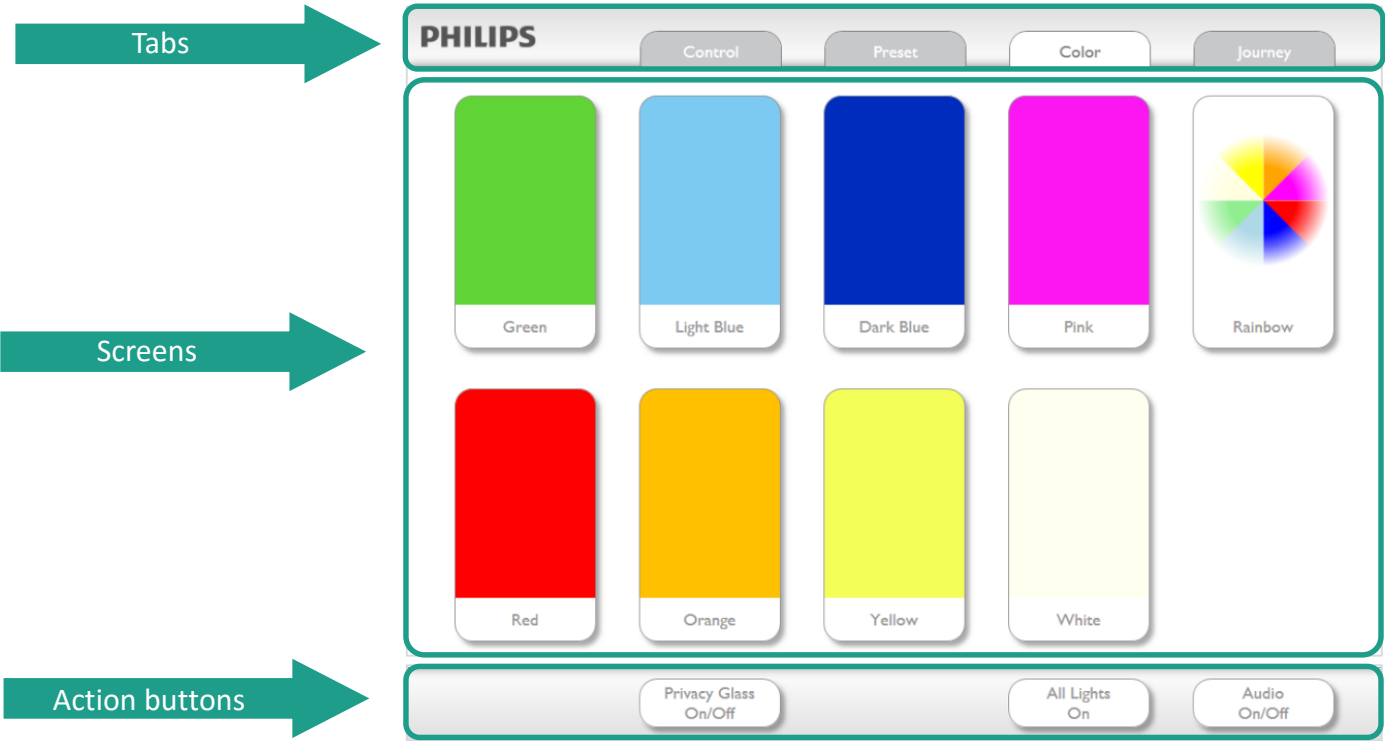 Tabs
PHILIPS
Control
Preset
Color
Journey
Screens
Green
Light Blue
Dark Blue
Pink
Rainbow
Red
Orange
Yellow
White
Action buttons
Privacy Glass
On/Off
All Lights
On
Audio
On/Off